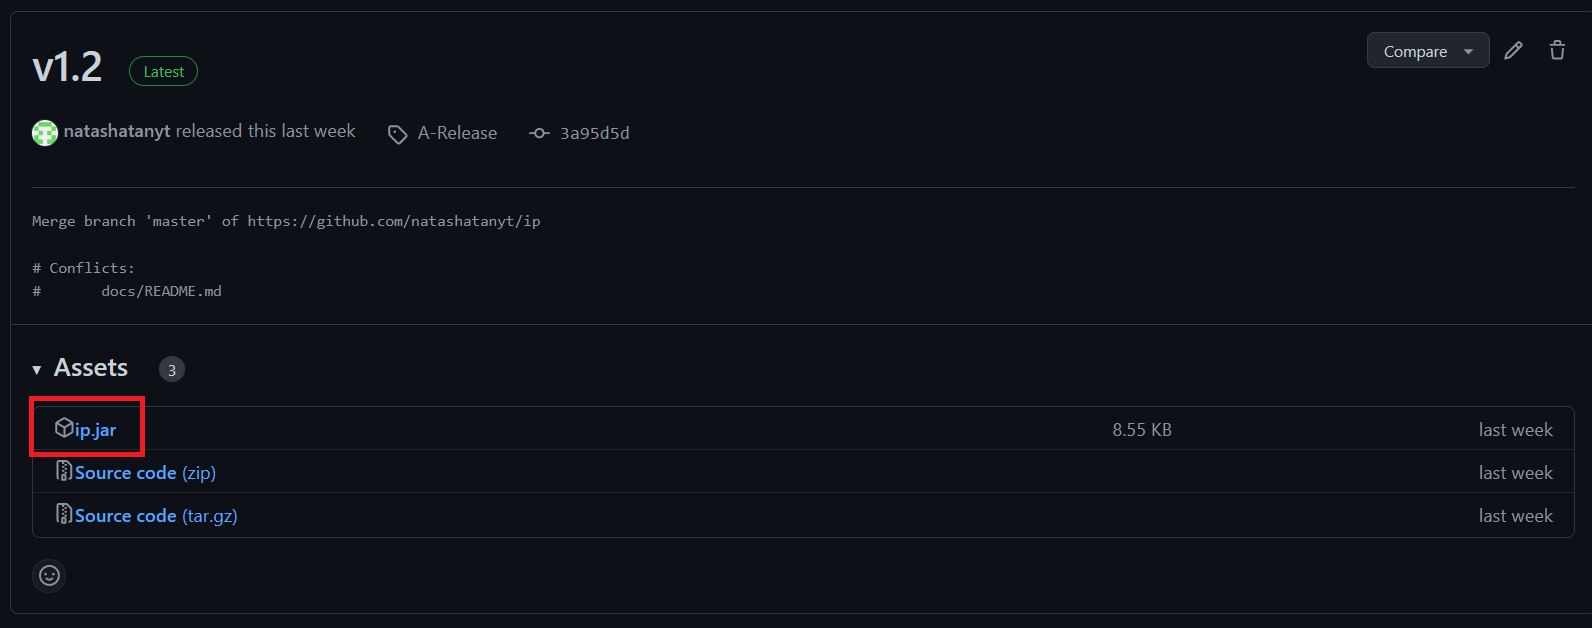 v1.2 Latest Compare
natashatanyt released this last week A-Release 3a95d5d
Merge branch 'master' of https://github.com/natashatanyt/ip
# Conflicts:
# docs/README.md
Assets 3
ip.jar 8.55 KB last week
Source code (zip) last week
Source code (tar.gz) last week